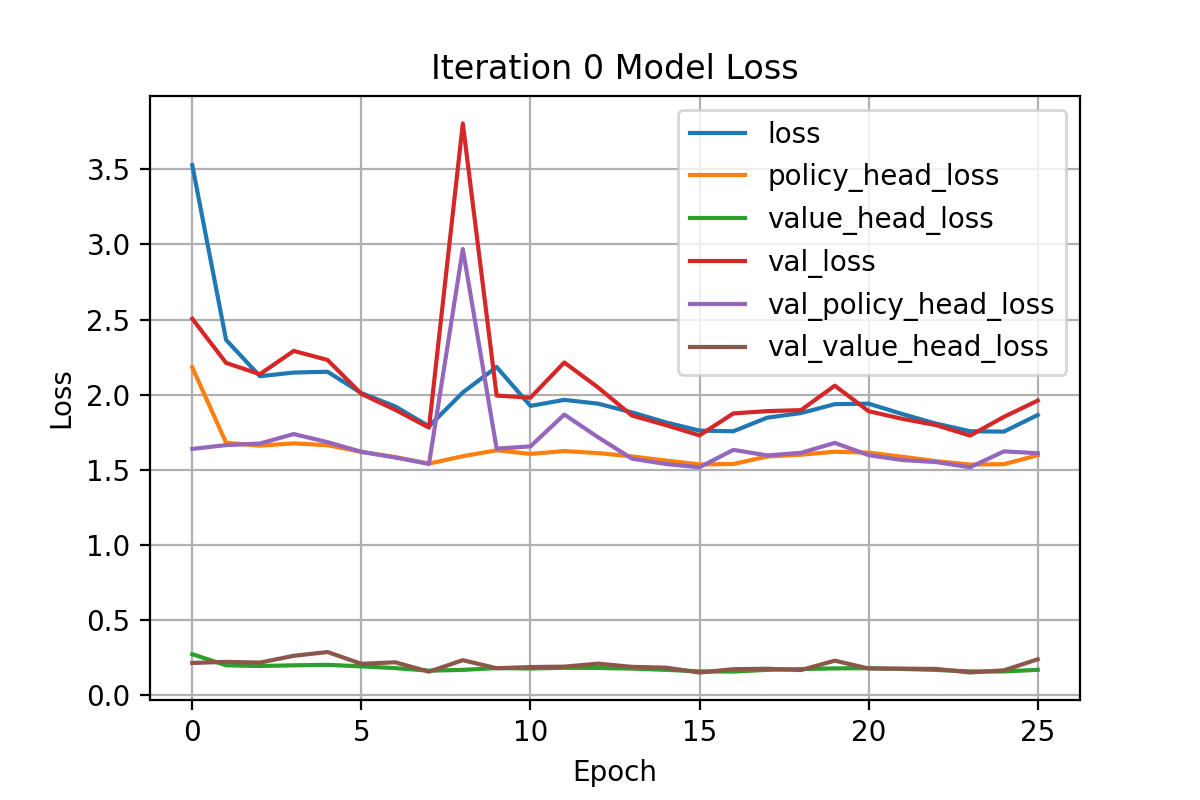 Iteration 0 Model Loss
loss
policy_head_loss
value_head_loss
val_loss
val_policy_head_loss
val_value_head_loss
3.5
3.0
2.5
2.0
1.5
1.0
0.5
0.0
Loss
0 5 10 15 20 25
Epoch